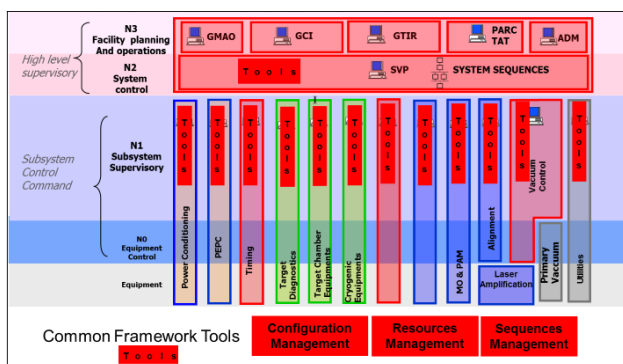 N3
Facility planning
And operations
GMAO
GCI
GTIR
PARC
TAT
ADM
High level
supervisory
N2
System
control
Tools
SVP
SYSTEM SEQUENCES
Subsystem
Control
Command
N1
Subsystem
Supervisory
Tools
Tools
Tools
Tools
Tools
Tools
Tools
Tools
Tools
Tools
Tools
Tools
N0
Equipment
Control
Equipment
Power Conditioning
PEPC
Timing
Target
Diagnostics
Target Chamber
Equipments
Cryogenic Equipments
MO & PAM
Alignment
Laser
Amplification
Vacuum
Control
Primary
Vacuum
Utilities
Common Framework Tools
Tools
Configuration
Management
Resources
Management
Sequences
Management